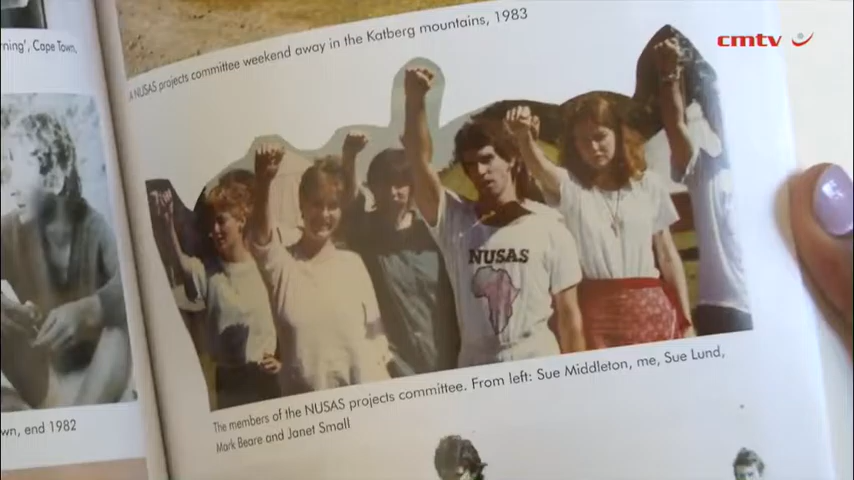 rning', Cape Town,
A NUSAS projects committee weekend away in the Katberg mountains, 1983
cmtv
NUSAS
The members of the NUSAS projects committee. From left: Sue Middleton, me, Sue Lund,
Mark Beare and Janet Small
wn, end 1982